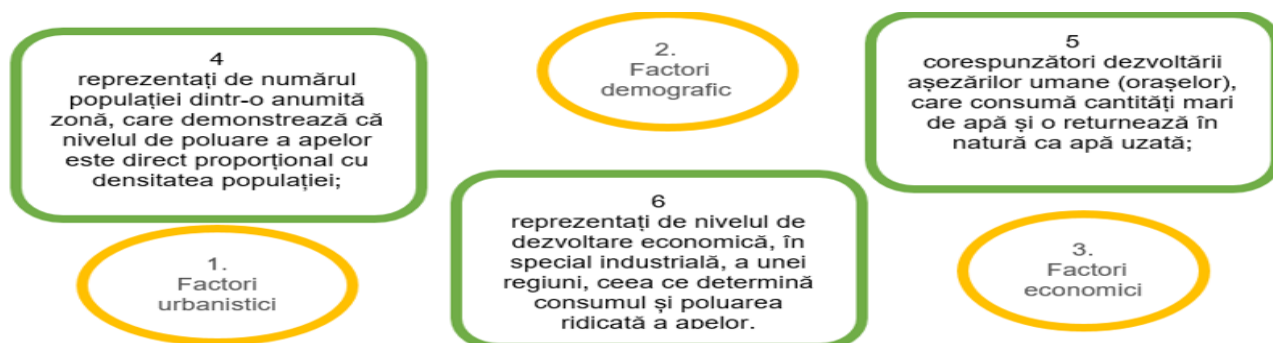 4
reprezentați de numărul
populației dintr-o anumită
zonă, care demonstrează că
nivelul de poluare a apelor
este direct proporțional cu
densitatea populației;
2.
Factori
demografic
5
corespunzători dezvoltării
așezărilor umane (orașelor),
care consumă cantități mari
de apă și o returnează în
natură ca apă uzată;
1.
Factori
urbanistici
6
reprezentați de nivelul de
dezvoltare economică, în
special industrială, a unei
regiuni, ceea ce determină
consumul și poluarea
ridicată a apelor.
3.
Factori
economici